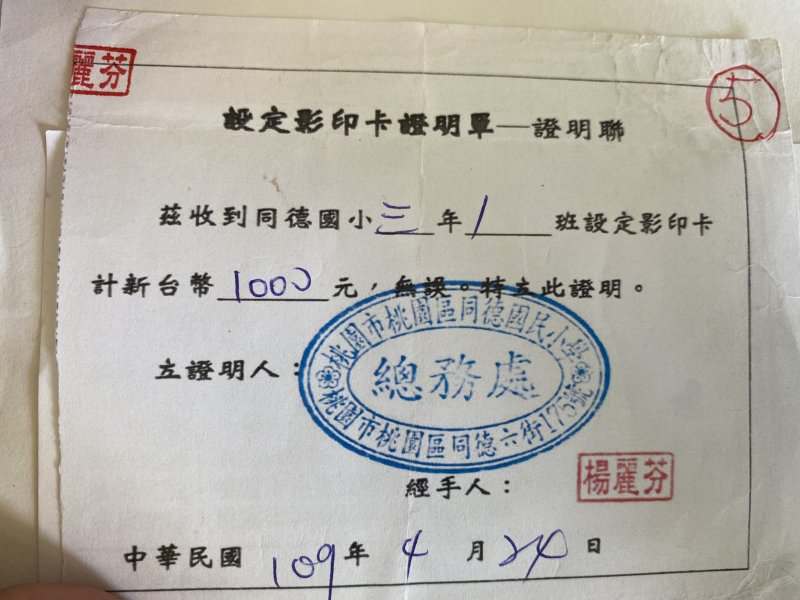 麗芬
5
設定影印卡證明單—證明聯
茲收到同德國小三年1班設定影印卡
計新台幣1000元，無誤。特立此證明。
立證明人：
桃園市桃園區同德國民小學
總務處
桃園市桃園區同德六街175號
經手人：
楊麗芬
中華民國109年4月24日